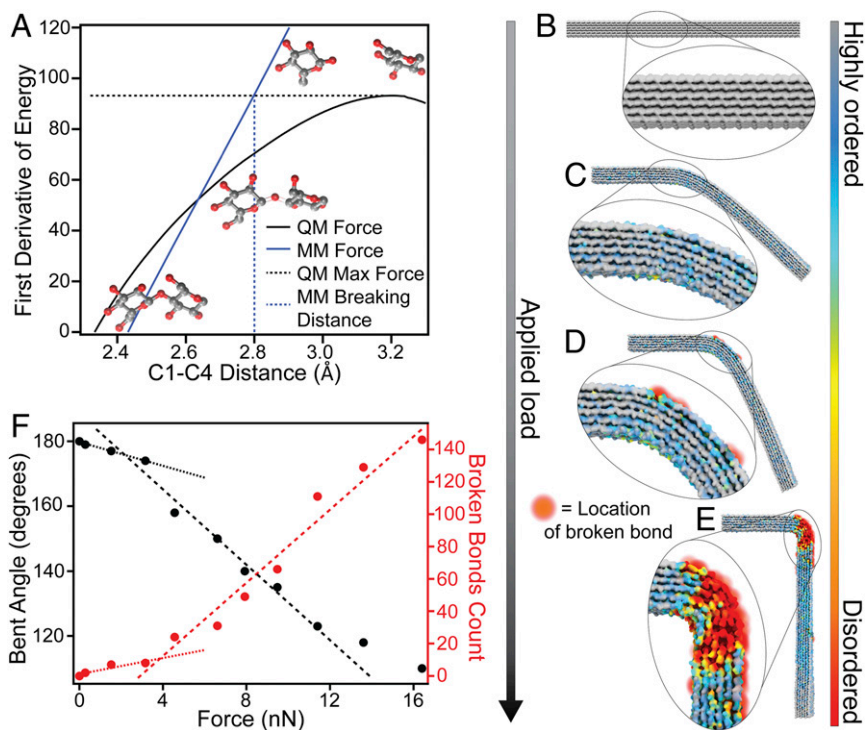 A
First Derivative of Energy
120
100
80
60
40
20
0
2.4
2.6
2.8
3.0
3.2
C1-C4 Distance (Å)
QM Force
MM Force
QM Max Force
MM Breaking
Distance
Applied load
B
C
D
= Location
of broken bond
E
Highly ordered
Disordered
F
Bent Angle (degrees)
180
160
140
120
0
4
8
12
16
Force (nN)
140
120
100
80
60
40
20
0
Broken Bonds Count